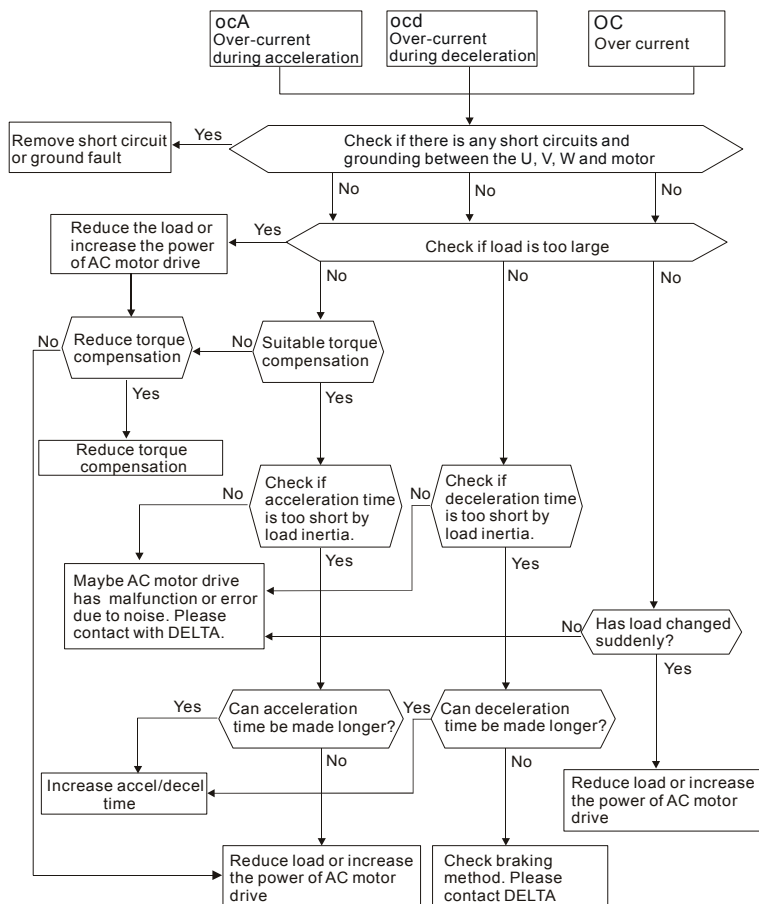 ocA
Over-current
during acceleration
ocd
Over-current
during deceleration
OC
Over current
Remove short circuit
or ground fault
Yes
Check if there is any short circuits and
grounding between the U, V, W and motor
No
No
No
Reduce the load or
increase the power
of AC motor drive
Yes
Check if load is too large
No
No
No
No
Reduce torque
compensation
No
Suitable torque
compensation
Yes
Yes
Reduce torque
compensation
No
Check if
acceleration time
is too short by
load inertia.
No
Check if
deceleration time
is too short by
load inertia.
Yes
Yes
Maybe AC motor drive
has malfunction or error
due to noise. Please
contact with DELTA.
No
Has load changed
suddenly?
Yes
Yes
Can acceleration
time be made longer?
Yes
Can deceleration
time be made longer?
No
No
Increase accel/decel
time
Reduce load or increase
the power of AC motor
drive
Reduce load or increase
the power of AC motor
drive
Check braking
method. Please
contact DELTA